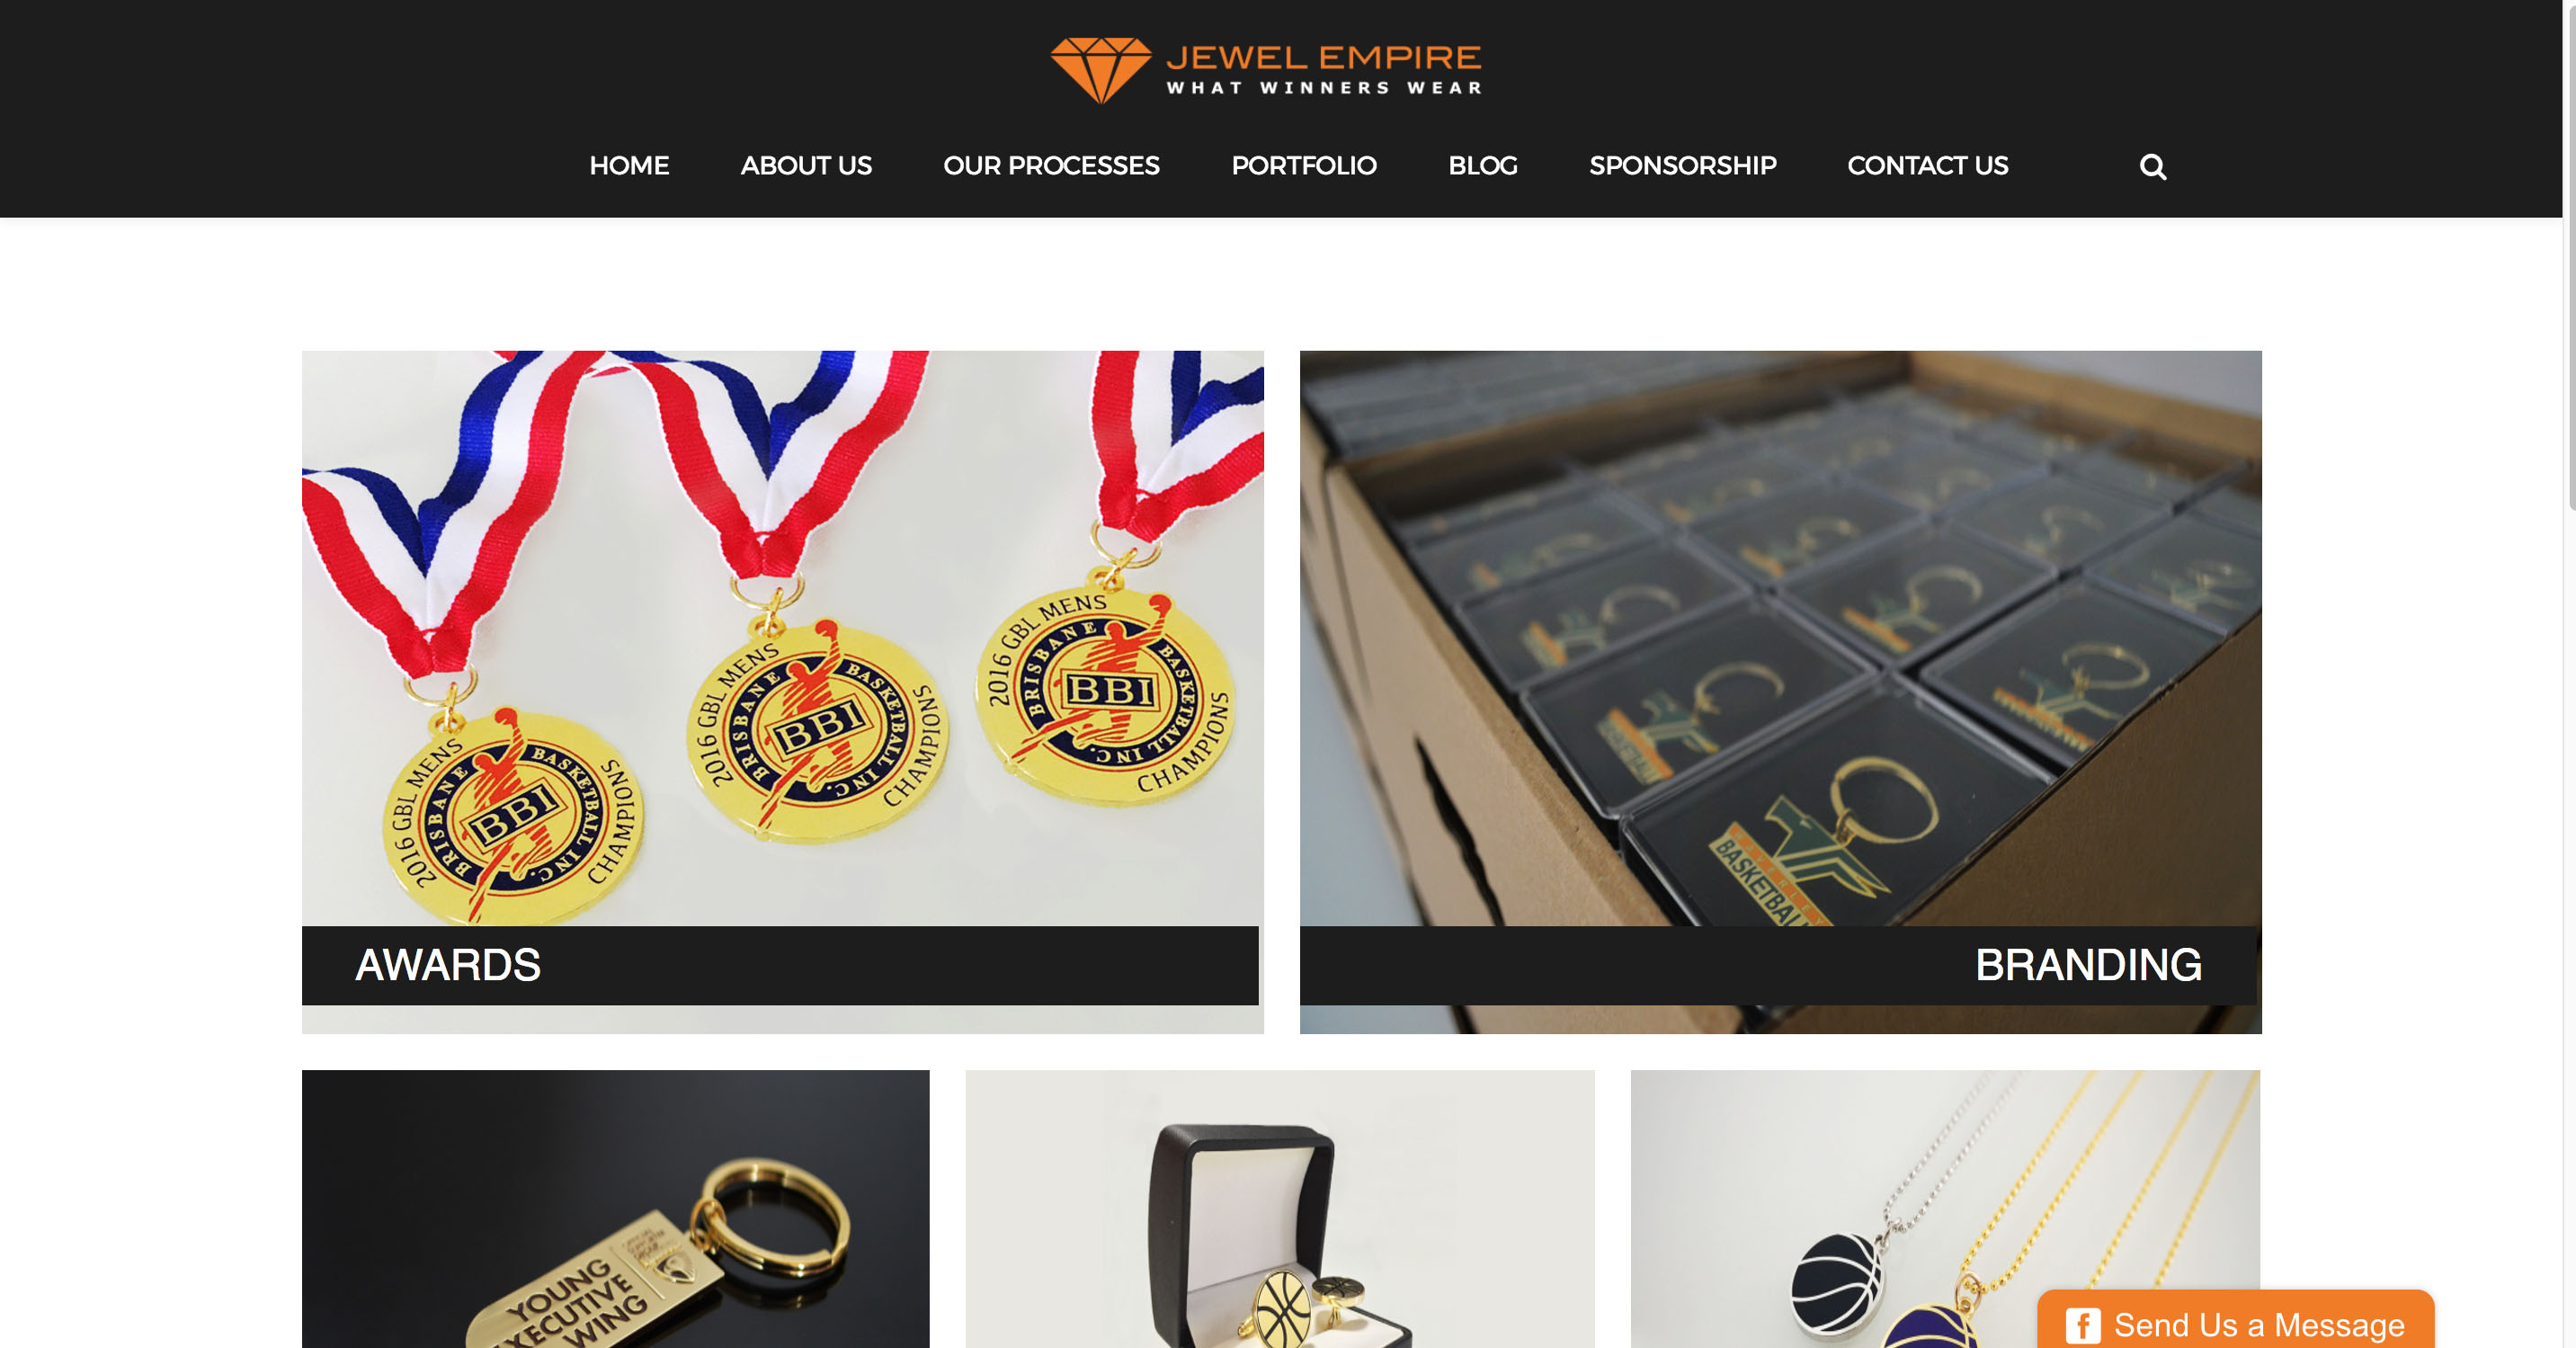 JEWEL EMPIRE
WHAT WINNERS WEAR
HOME ABOUT US OUR PROCESSES PORTFOLIO BLOG SPONSORSHIP CONTACT US
2016 GBL MENS CHAMPIONS
BRISBANE BASKETBALL INC.
BBI
2016 GBL MENS CHAMPIONS
BRISBANE BASKETBALL INC.
BBI
2016 GBL MENS CHAMPIONS
BRISBANE BASKETBALL INC.
BBI
BASKETBALL
AWARDS
BRANDING
YOUNG
EXECUTIVE
WING
Send Us a Message